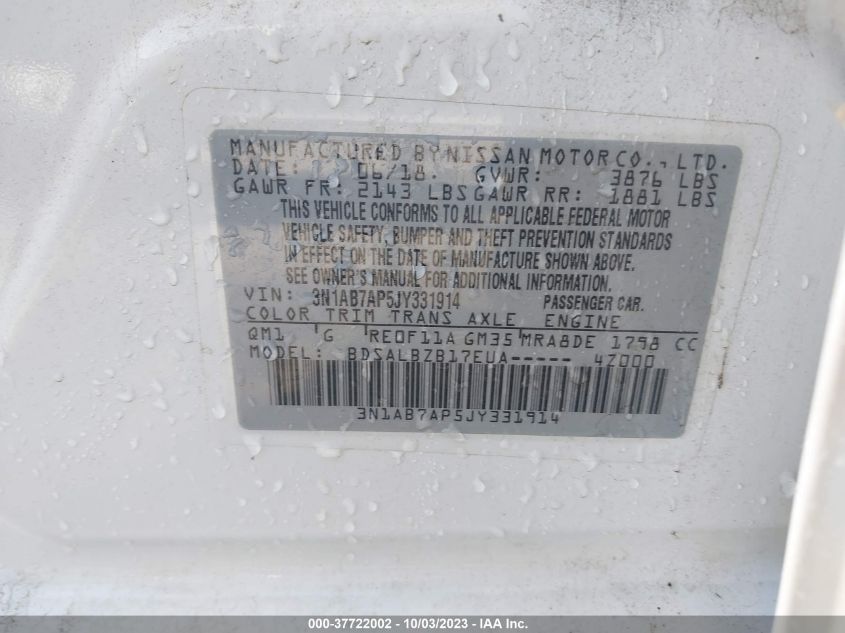 MANUFACTURED BY NISSAN MOTOR CO., LTD.
DATE: 06/18. GVWR: 3876 LBS
GAWR FR: 2143 LBS GAWR RR: 1881 LBS
THIS VEHICLE CONFORMS TO ALL APPLICABLE FEDERAL MOTOR
VEHICLE SAFETY, BUMPER AND THEFT PREVENTION STANDARDS
IN EFFECT ON THE DATE OF MANUFACTURE SHOWN ABOVE.
SEE OWNER'S MANUAL FOR ADDITIONAL INFORMATION.
VIN: 3N1AB7AP5JY331914 PASSENGER CAR.
COLOR TRIM TRANS AXLE ENGINE
QM1 G RE0F11A GM35 MRA8DE 1798 CC
MODEL: BDSALBZB17EUA----- 4Z000
3N1AB7AP5JY331914
000-37722002 - 10/03/2023 - IAA Inc.